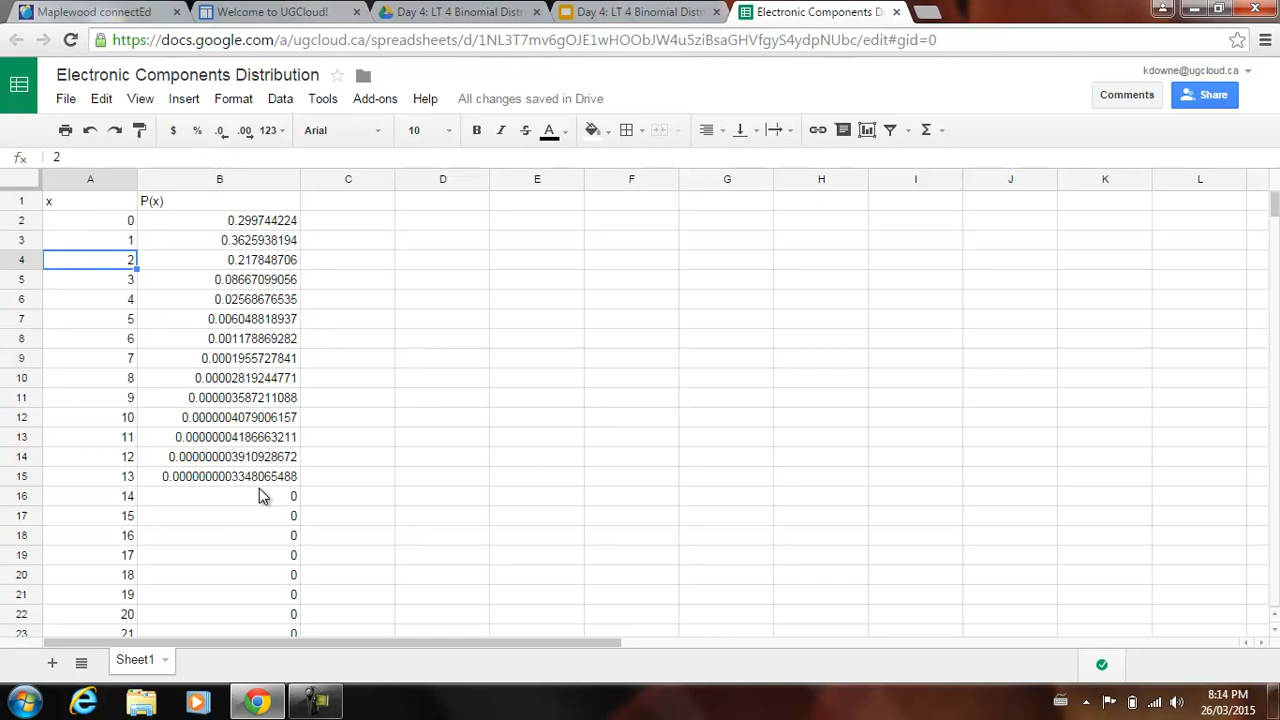 Maplewood connectEd
Welcome to UGCloud!
Day 4: LT 4 Binomial Distr
Day 4: LT 4 Binomial Distr
Electronic Components D
https://docs.google.com/a/ugcloud.ca/spreadsheets/d/1NL3T7mv6gOJE1wHOObJW4u5ziBsaGHVfgyS4ydpNUbc/edit#gid=0
Electronic Components Distribution
kdowne@ugcloud.ca
File Edit View Insert Format Data Tools Add-ons Help All changes saved in Drive
Comments
Share
$ % .0 .00 123 Arial 10 B I S A Σ
fx 2
A B C D E F G H I J K L
1 x P(x)
2 0 0.299744224
3 1 0.3625938194
4 2 0.217848706
5 3 0.08667099056
6 4 0.02568676535
7 5 0.006048818937
8 6 0.001178869282
9 7 0.0001955727841
10 8 0.00002819244771
11 9 0.000003587211088
12 10 0.0000004079006157
13 11 0.00000004186663211
14 12 0.000000003910928672
15 13 0.0000000003348065488
16 14 0
17 15 0
18 16 0
19 17 0
20 18 0
21 19 0
22 20 0
23 21 0
Sheet1
8:14 PM
26/03/2015